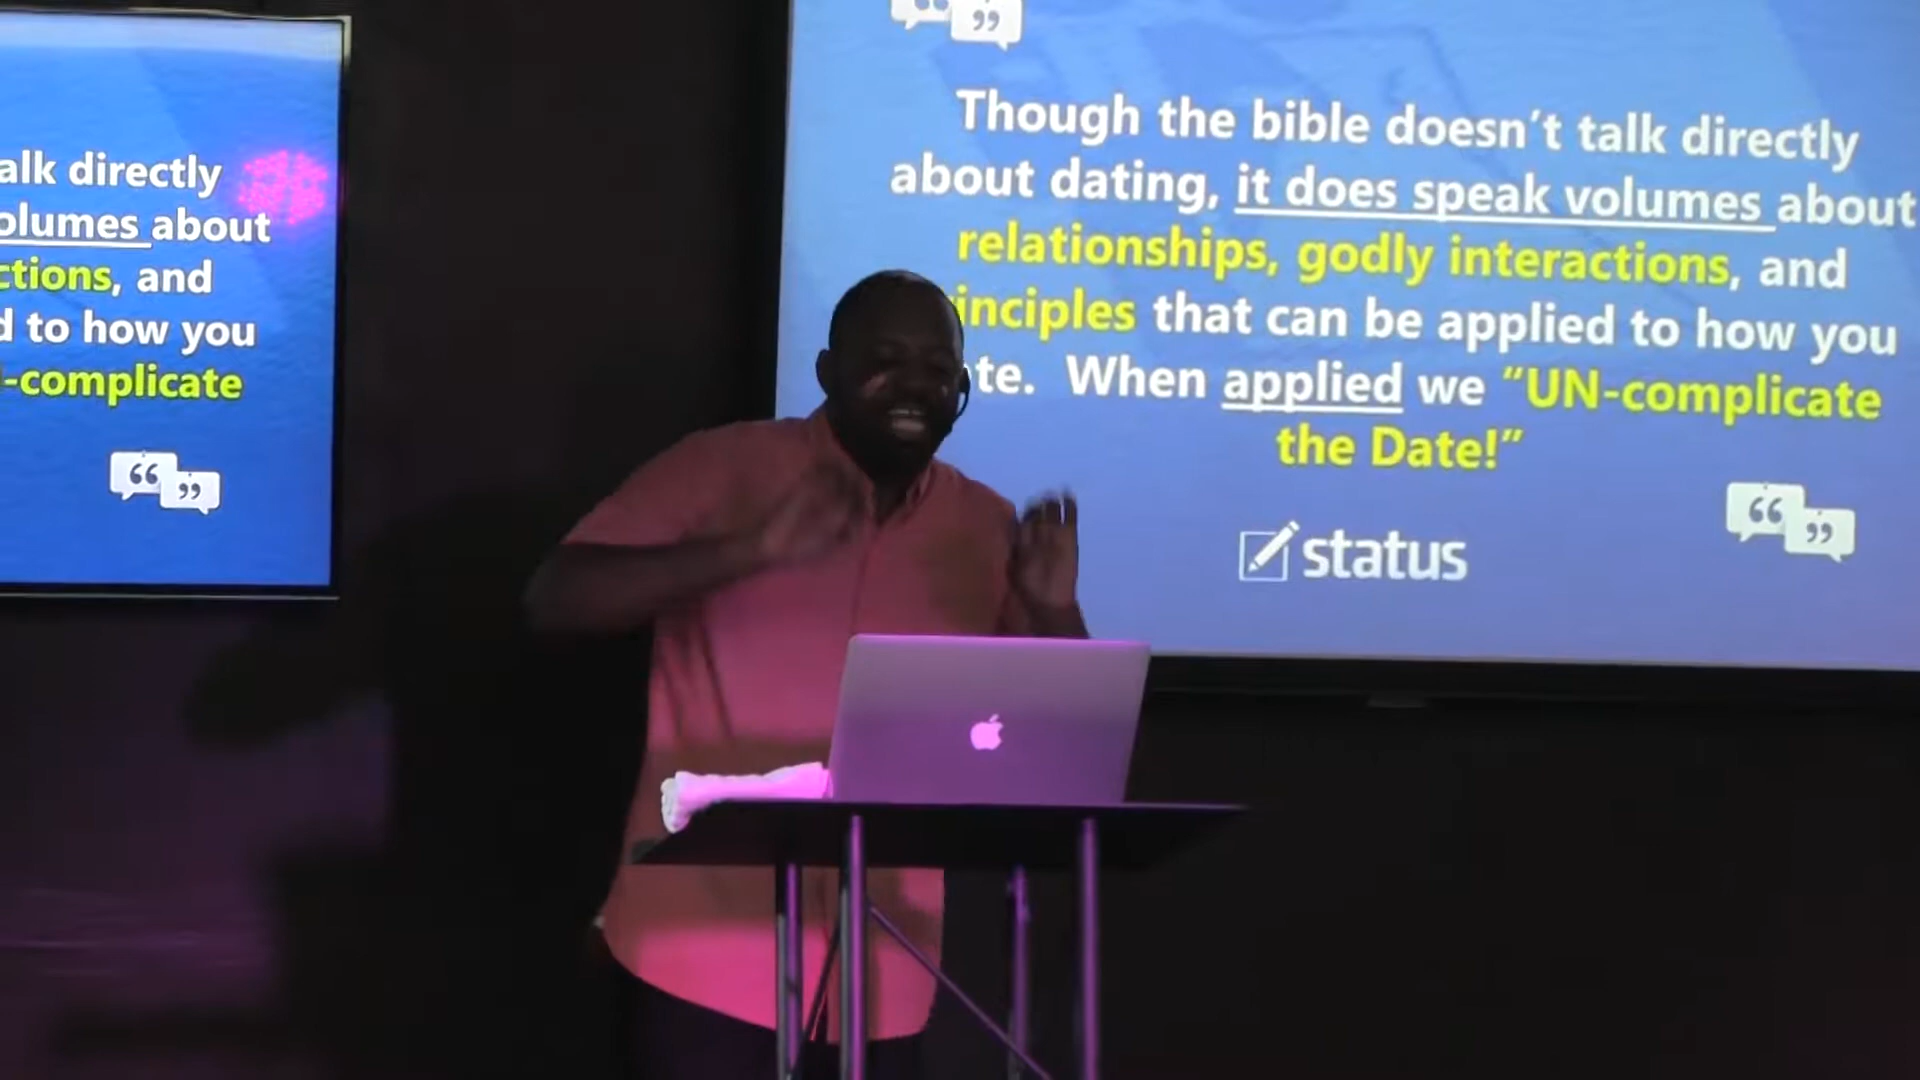 alk directly
olumes about
ctions, and
d to how you
-complicate
Though the bible doesn't talk directly
about dating, it does speak volumes about
relationships, godly interactions, and
inciples that can be applied to how you
te. When applied we "UN-complicate
the Date!"
status